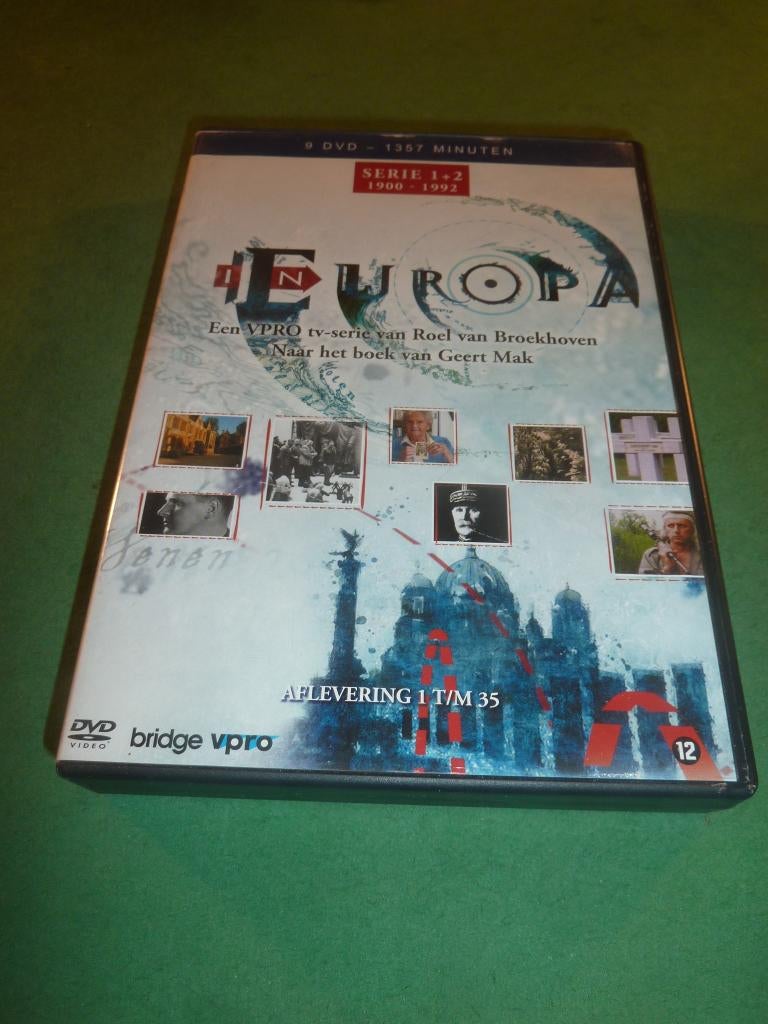 9 DVD – 1357 MINUTEN
SERIE 1+2
1900 - 1992
IN EUROPA
Een VPRO tv-serie van Roel van Broekhoven
Naar het boek van Geert Mak
AFLEVERING 1 T/M 35
DVD
VIDEO
bridge vpro
12